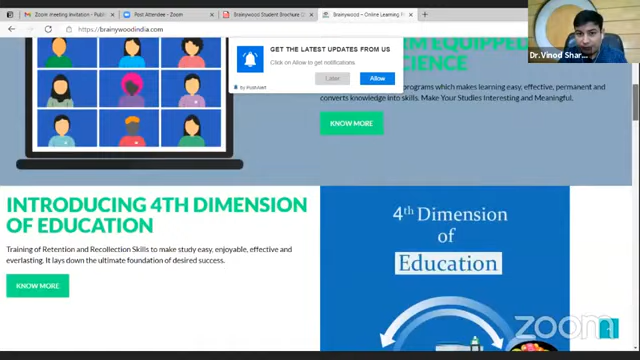 Zoom meeting invitation - Publi
Post Attendee - Zoom
Brainywood Student Brochure
Brainywood – Online Learning
https://brainywoodindia.com
Dr.Vinod Shar...
GET THE LATEST UPDATES FROM US
Click on Allow to get notifications.
Later
Allow
by PostAlert
EQUIPPED
programs which makes learning easy, effective, permanent and
converts knowledge into skills. Make Your Studies Interesting and Meaningful.
KNOW MORE
INTRODUCING 4TH DIMENSION
OF EDUCATION
Training of Retention and Recollection Skills to make study easy, enjoyable, effective and
everlasting. It lays down the ultimate foundation of desired success.
KNOW MORE
4th Dimension
of
Education
zoom